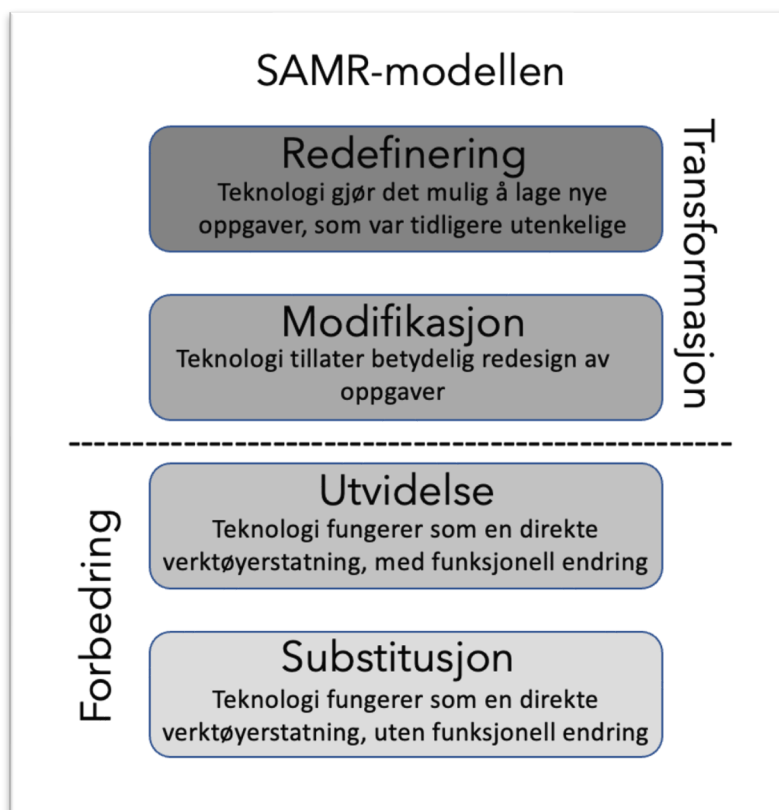 SAMR-modellen
Redefinering
Teknologi gjør det mulig å lage nye
oppgaver, som var tidligere utenkelige
Transformasjon
Modifikasjon
Teknologi tillater betydelig redesign av
oppgaver
Utvidelse
Teknologi fungerer som en direkte
verktøyerstatning, med funksjonell endring
Forbedring
Substitusjon
Teknologi fungerer som en direkte
verktøyerstatning, uten funksjonell endring